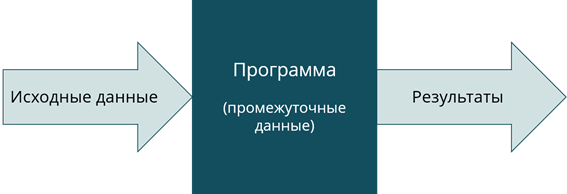 Исходные данные
Программа
(промежуточные
данные)
Результаты